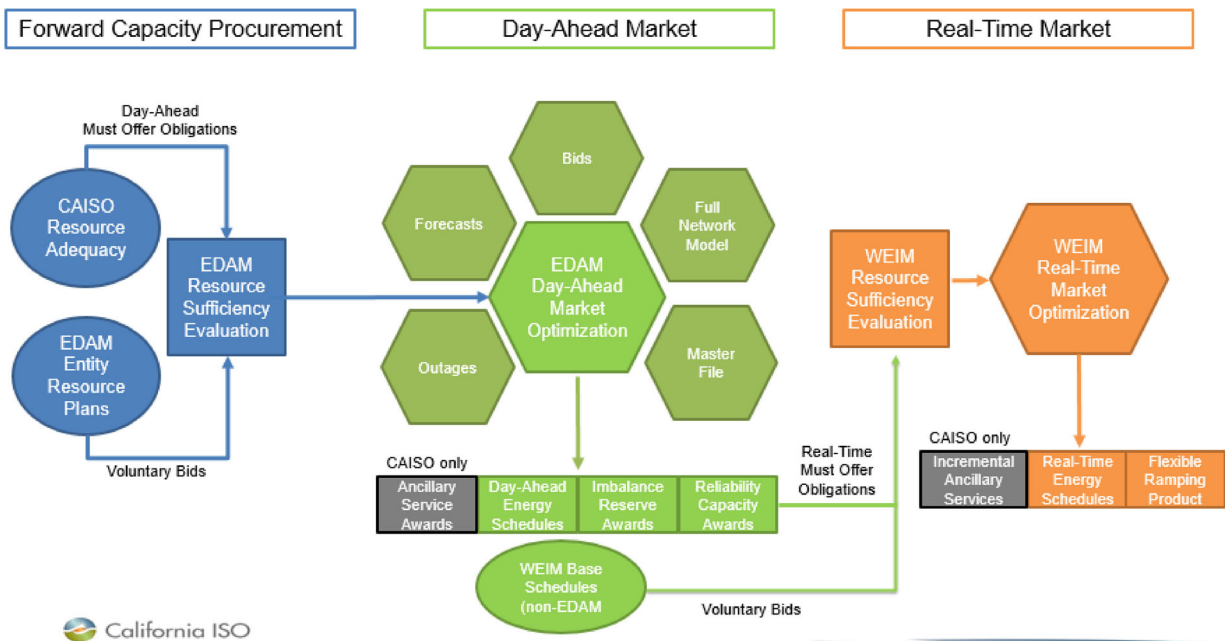 Forward Capacity Procurement
Day-Ahead Market
Real-Time Market
Day-Ahead
Must Offer Obligations
CAISO
Resource
Adequacy
EDAM
Resource
Sufficiency
Evaluation
EDAM
Entity
Resource
Plans
Voluntary Bids
Bids
Forecasts
Full
Network
Model
EDAM
Day-Ahead
Market
Optimization
Outages
Master
File
CAISO only
Ancillary
Service
Awards
Day-Ahead
Energy
Schedules
Imbalance
Reserve
Awards
Reliability
Capacity
Awards
Real-Time
Must Offer
Obligations
WEIM Base
Schedules
(non-EDAM
Voluntary Bids
WEIM
Resource
Sufficiency
Evaluation
WEIM
Real-Time
Market
Optimization
CAISO only
Incremental
Ancillary
Services
Real-Time
Energy
Schedules
Flexible
Ramping
Product
California ISO